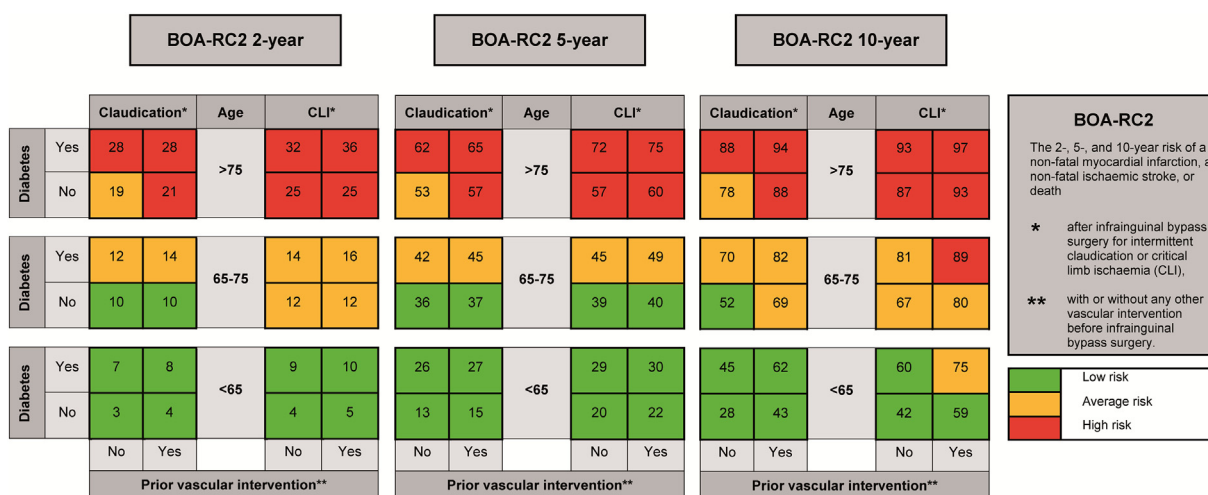 BOA-RC2 2-year
BOA-RC2 5-year
BOA-RC2 10-year
Claudication* Age CLI*
Claudication* Age CLI*
Claudication* Age CLI*
Diabetes
Yes 28 28 >75 32 36
62 65 >75 72 75
88 94 >75 93 97
No 19 21 25 25
53 57 57 60
78 88 87 93
Diabetes
Yes 12 14 65-75 14 16
42 45 65-75 45 49
70 82 65-75 81 89
No 10 10 12 12
36 37 39 40
52 69 67 80
Diabetes
Yes 7 8 <65 9 10
26 27 <65 29 30
45 62 <65 60 75
No 3 4 4 5
13 15 20 22
28 43 42 59
No Yes No Yes
No Yes No Yes
No Yes No Yes
Prior vascular intervention**
Prior vascular intervention**
Prior vascular intervention**
BOA-RC2
The 2-, 5-, and 10-year risk of a
non-fatal myocardial infarction, a
non-fatal ischaemic stroke, or
death
* after infrainguinal bypass
surgery for intermittent
claudication or critical
limb ischaemia (CLI),
** with or without any other
vascular intervention
before infrainguinal
bypass surgery.
Low risk
Average risk
High risk